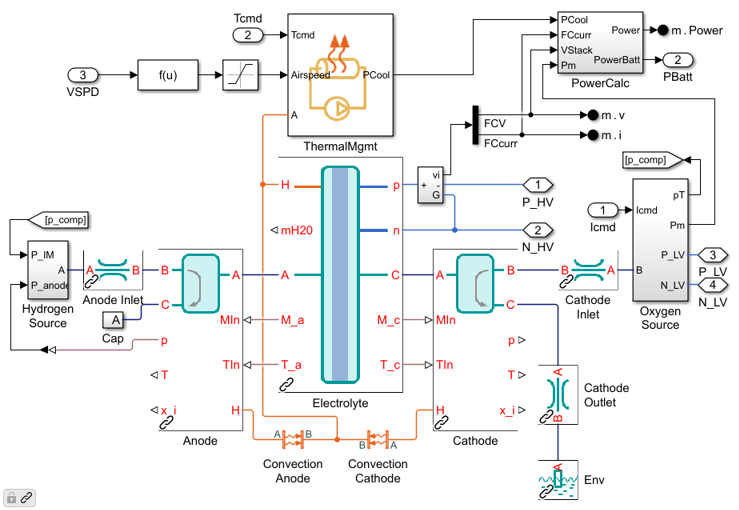 Tcmd
2
Tcmd
3
VSPD
f(u)
Airspeed
PCool
A
ThermalMgmt
PCool
FCcurr
VStack
Pm
Power
PowerBatt
PowerCalc
m.Power
2
PBatt
FCV
FCcurr
m.v
m.i
vi
+
-
G
1
P_HV
2
N_HV
[p_comp]
1
Icmd
Icmd
pT
Pm
P_LV
N_LV
B
3
P_LV
4
N_LV
Oxygen
Source
[p_comp]
P_IM
P_anode
A
Hydrogen
Source
A
B
Anode Inlet
A
Cap
B
C
A
MIn
TIn
p
T
x_i
H
Anode
H
mH20
A
M_a
T_a
p
n
C
M_c
T_c
Electrolyte
A
MIn
TIn
H
B
C
p
T
x_i
Cathode
B
A
Cathode
Inlet
A
B
Cathode
Outlet
A
Env
A
B
Convection
Anode
B
A
Convection
Cathode